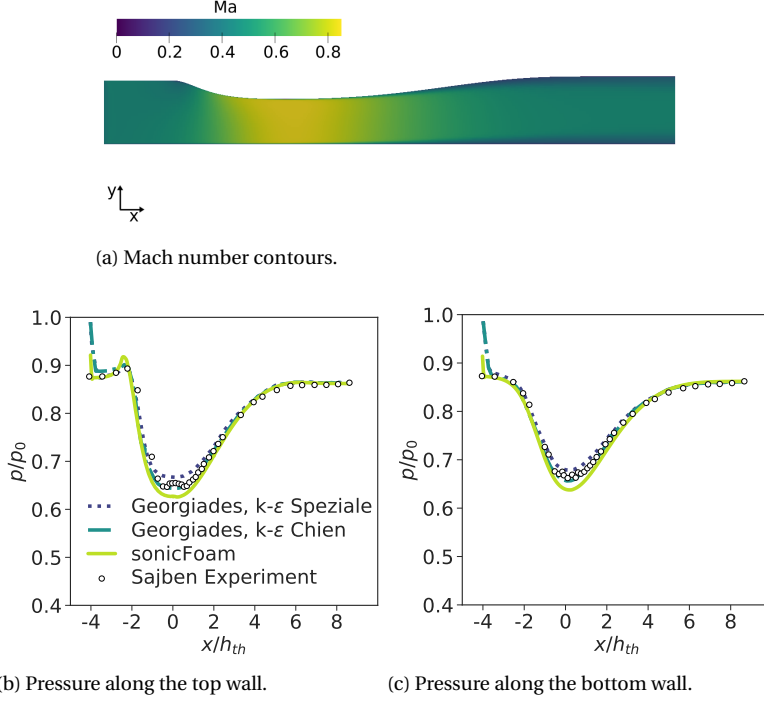 Ma
0 0.2 0.4 0.6 0.8
y
x
(a) Mach number contours.
1.0
0.9
0.8
0.7
0.6
0.5
0.4
p/p0
Georgiades, k-ε Speziale
Georgiades, k-ε Chien
sonicFoam
Sajben Experiment
-4 -2 0 2 4 6 8
x/hth
1.0
0.9
0.8
0.7
0.6
0.5
0.4
p/p0
-4 -2 0 2 4 6 8
x/hth
(b) Pressure along the top wall.
(c) Pressure along the bottom wall.